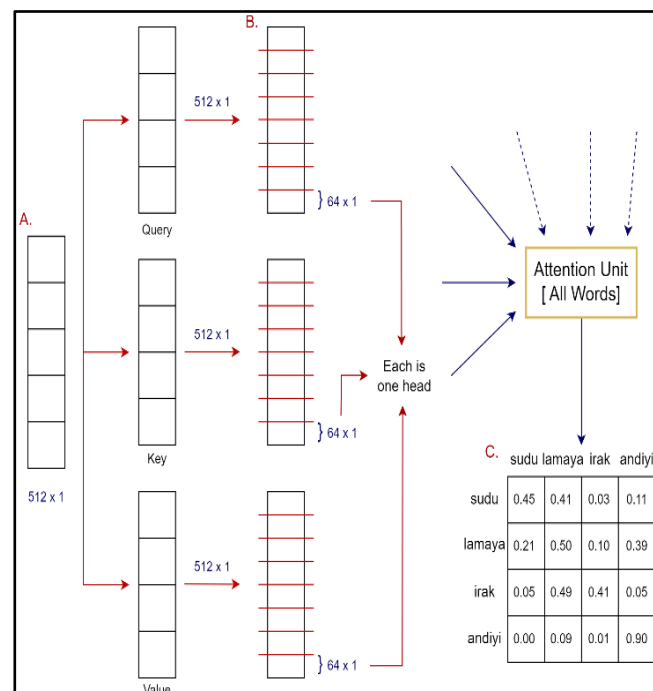 B.
512 x 1
} 64 x 1
Query
A.
512 x 1
512 x 1
} 64 x 1
Key
512 x 1
} 64 x 1
Value
Each is
one head
Attention Unit
[ All Words]
C.
sudu lamaya irak andiyi
sudu 0.45 0.41 0.03 0.11
lamaya 0.21 0.50 0.10 0.39
irak 0.05 0.49 0.41 0.05
andiyi 0.00 0.09 0.01 0.90